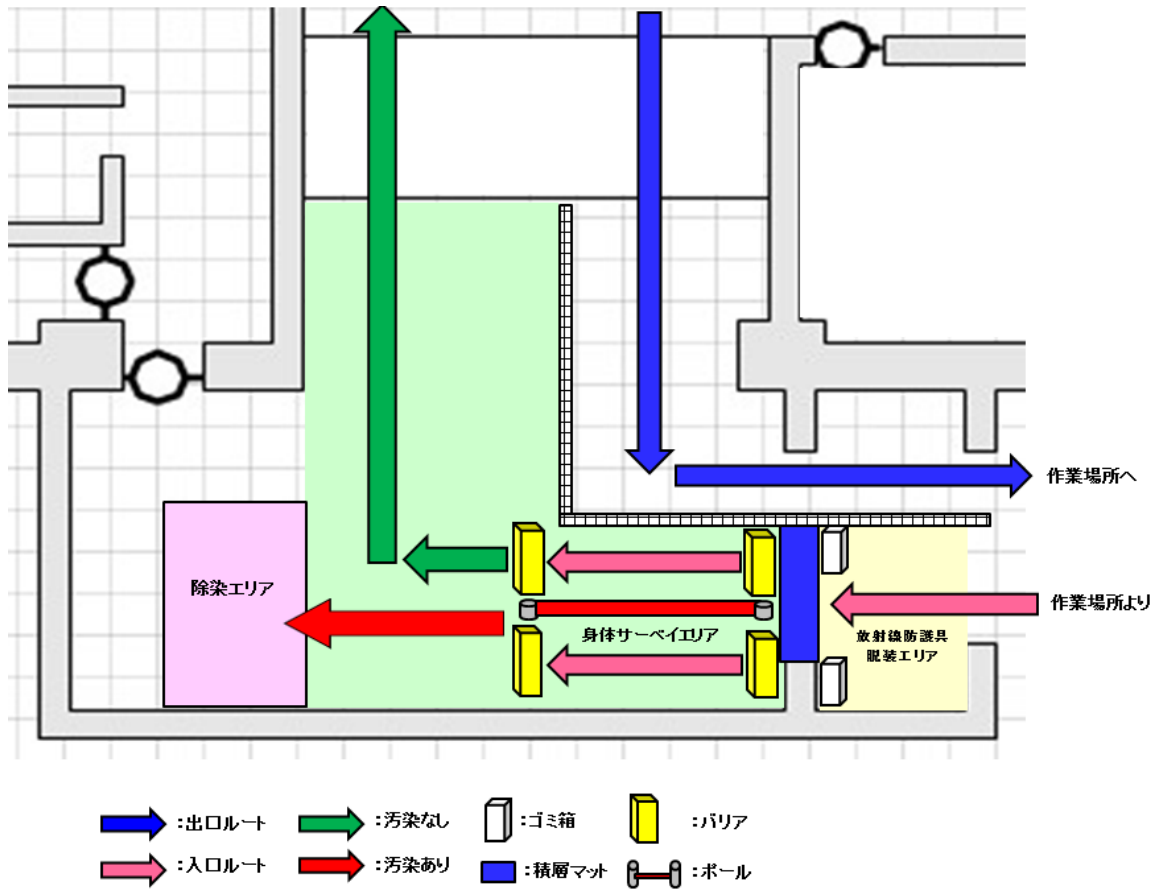 作業場所へ
除染エリア
作業場所より
身体サーベイエリア
放射線防護具
脱装エリア
:出口ルート
:汚染なし
:ゴミ箱
:バリア
:入口ルート
:汚染あり
:積層マット
:ポール